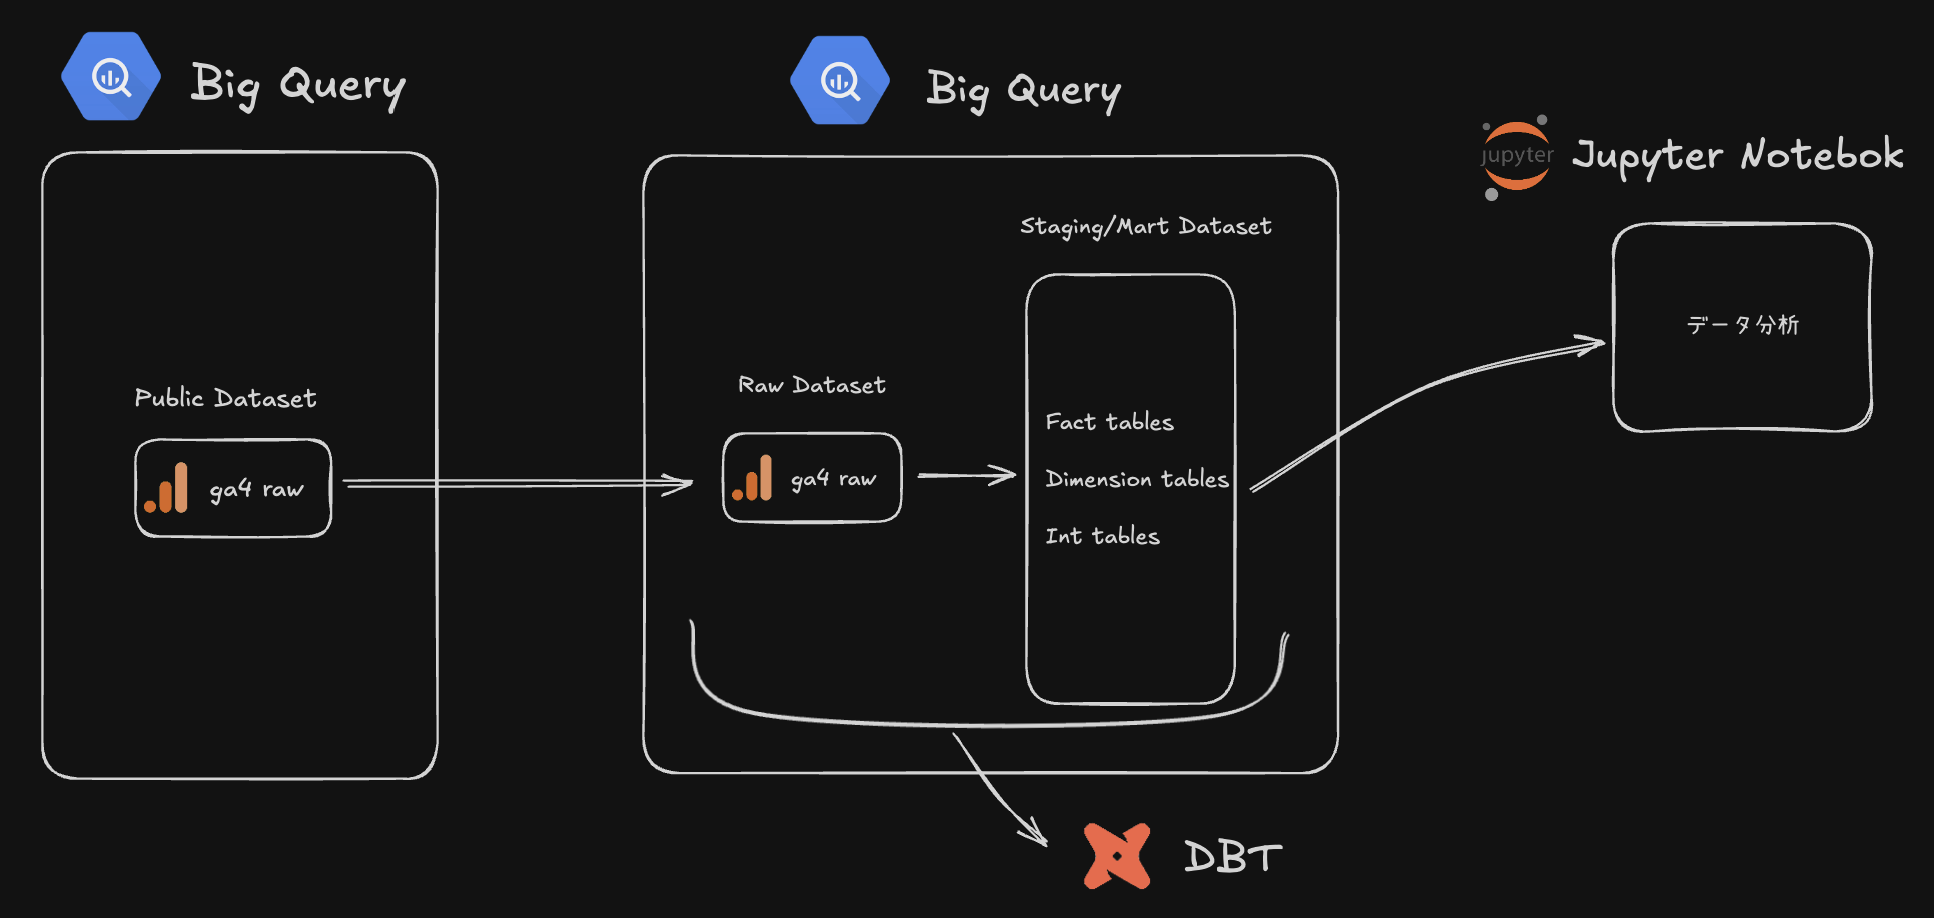 Big Query
Public Dataset
ga4 raw
Big Query
Raw Dataset
ga4 raw
Staging/Mart Dataset
Fact tables
Dimension tables
Int tables
jupyter
Jupyter Notebok
データ分析
DBT